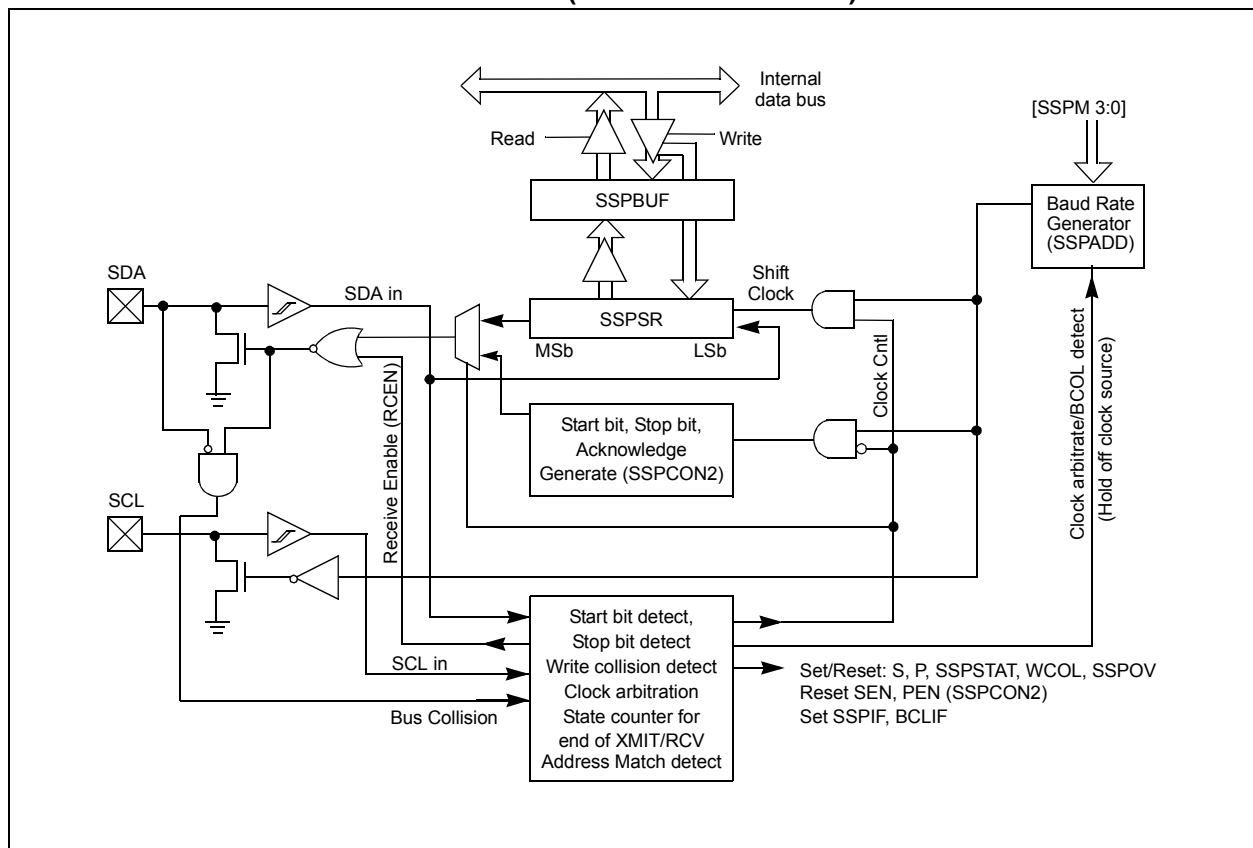 Internal
data bus
[SSPM 3:0]
Read
Write
SSPBUF
Baud Rate
Generator
(SSPADD)
SDA
SDA in
Shift
Clock
SSPSR
MSb
LSb
Receive Enable (RCEN)
Start bit, Stop bit,
Acknowledge
Generate (SSPCON2)
Clock Cntl
Clock arbitrate/BCOL detect
(Hold off clock source)
SCL
SCL in
Bus Collision
Start bit detect,
Stop bit detect
Write collision detect
Clock arbitration
State counter for
end of XMIT/RCV
Address Match detect
Set/Reset: S, P, SSPSTAT, WCOL, SSPOV
Reset SEN, PEN (SSPCON2)
Set SSPIF, BCLIF